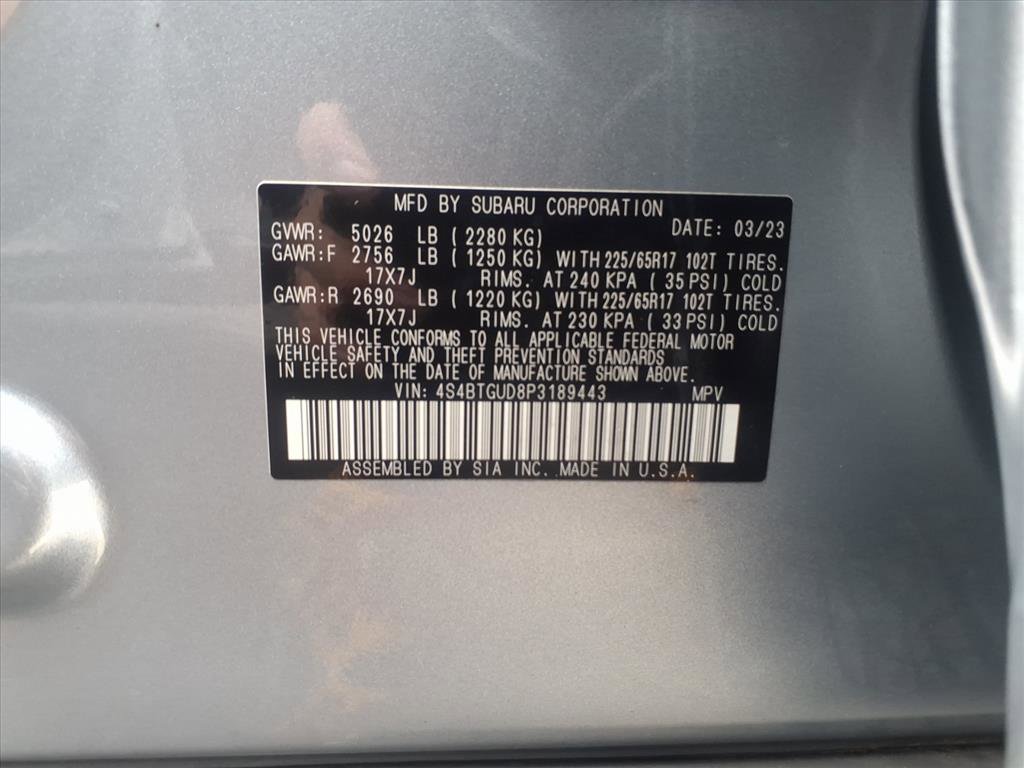 MFD BY SUBARU CORPORATION
DATE: 03/23
GVWR: 5026 LB ( 2280 KG)
GAWR:F 2756 LB ( 1250 KG) WITH 225/65R17 102T TIRES.
17X7J RIMS. AT 240 KPA ( 35 PSI) COLD
GAWR:R 2690 LB ( 1220 KG) WITH 225/65R17 102T TIRES.
17X7J RIMS. AT 230 KPA ( 33 PSI) COLD
THIS VEHICLE CONFORMS TO ALL APPLICABLE FEDERAL MOTOR
VEHICLE SAFETY AND THEFT PREVENTION STANDARDS
IN EFFECT ON THE DATE OF MANUFACTURE SHOWN ABOVE.
VIN: 4S4BTGUD8P3189443 MPV
ASSEMBLED BY SIA INC. MADE IN U.S.A.